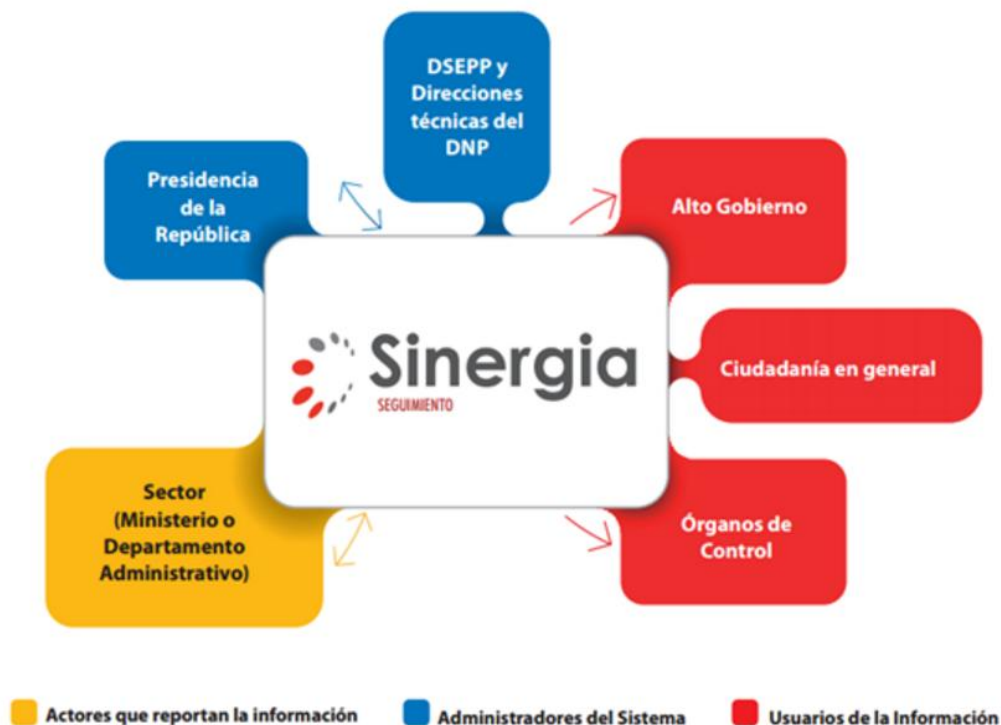 DSEPP y
Direcciones
técnicas del
DNP
Presidencia
de la
República
Alto Gobierno
Sinergia
SEGUIMIENTO
Ciudadanía en general
Sector
(Ministerio o
Departamento
Administrativo)
Órganos de
Control
Actores que reportan la información
Administradores del Sistema
Usuarios de la Información